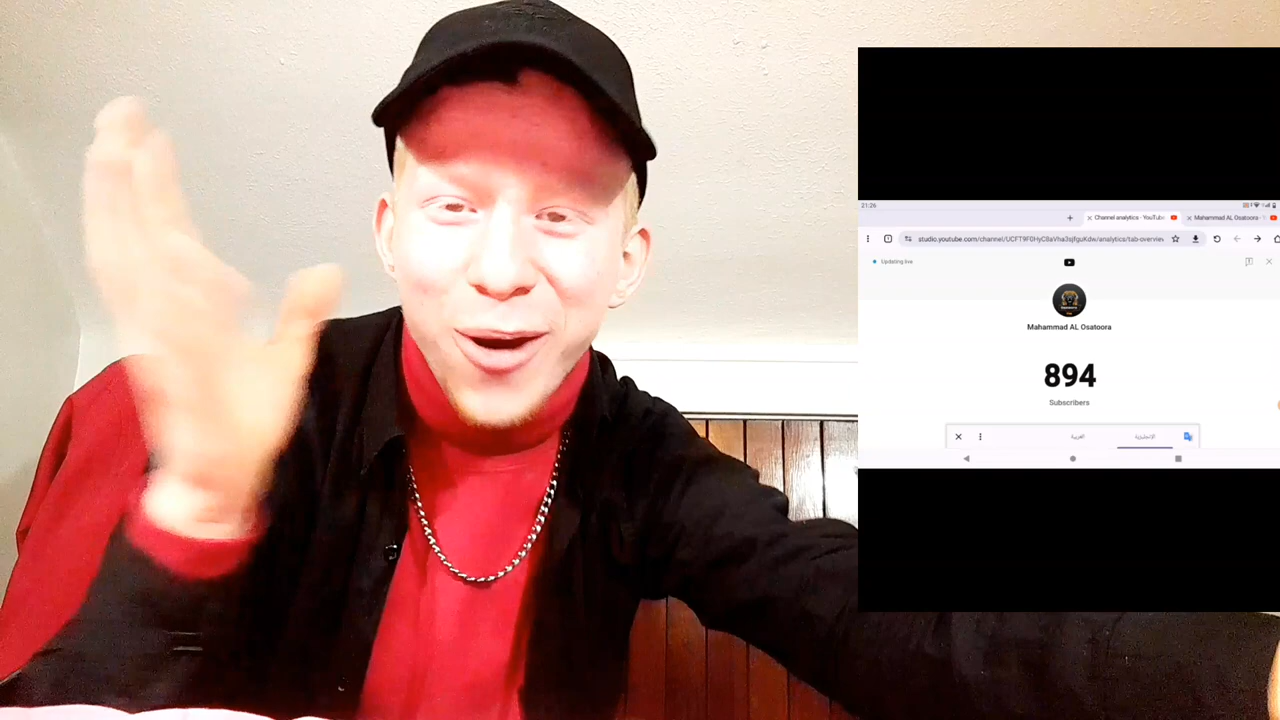 21:26
Channel analytics - YouTube
Mahammad AL Osatoora -
studio.youtube.com/channel/UCFT9F0HyC8aVha3sjfguKdw/analytics/tab-overview
Updating live
Mahammad AL Osatoora
894
Subscribers
العربية
الإنجليزية